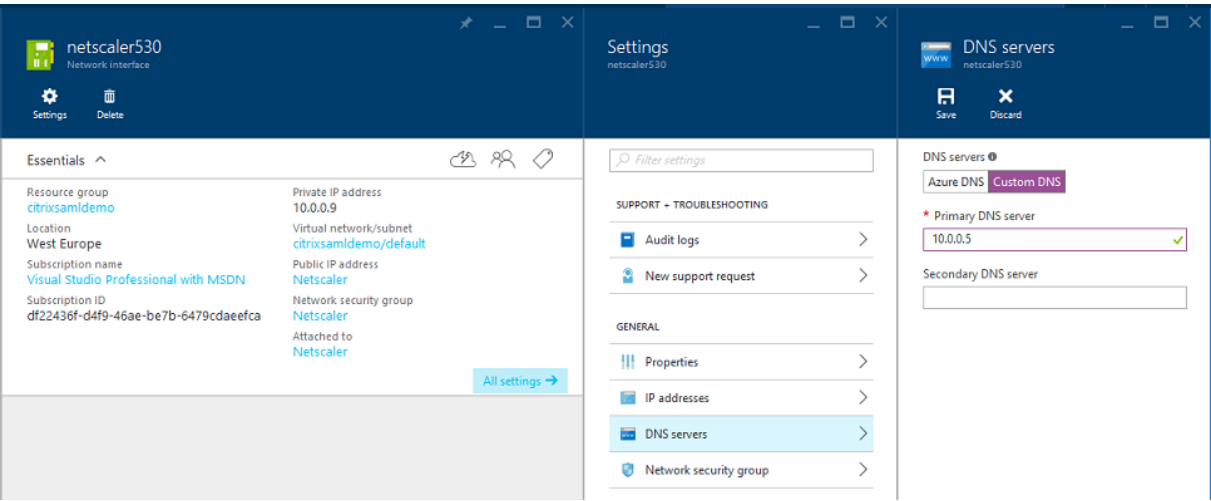 netscaler530
Network interface
Settings
Delete
Essentials
Resource group
citrixsamldemo
Location
West Europe
Subscription name
Visual Studio Professional with MSDN
Subscription ID
df22436f-d4f9-46ae-be7b-6479cdaeefca
Private IP address
10.0.0.9
Virtual network/subnet
citrixsamldemo/default
Public IP address
Netscaler
Network security group
Netscaler
Attached to
Netscaler
All settings →
Settings
netscaler530
Filter settings
SUPPORT + TROUBLESHOOTING
Audit logs
New support request
GENERAL
Properties
IP addresses
DNS servers
Network security group
www
DNS servers
netscaler530
Save
Discard
DNS servers
Azure DNS Custom DNS
* Primary DNS server
10.0.0.5
Secondary DNS server